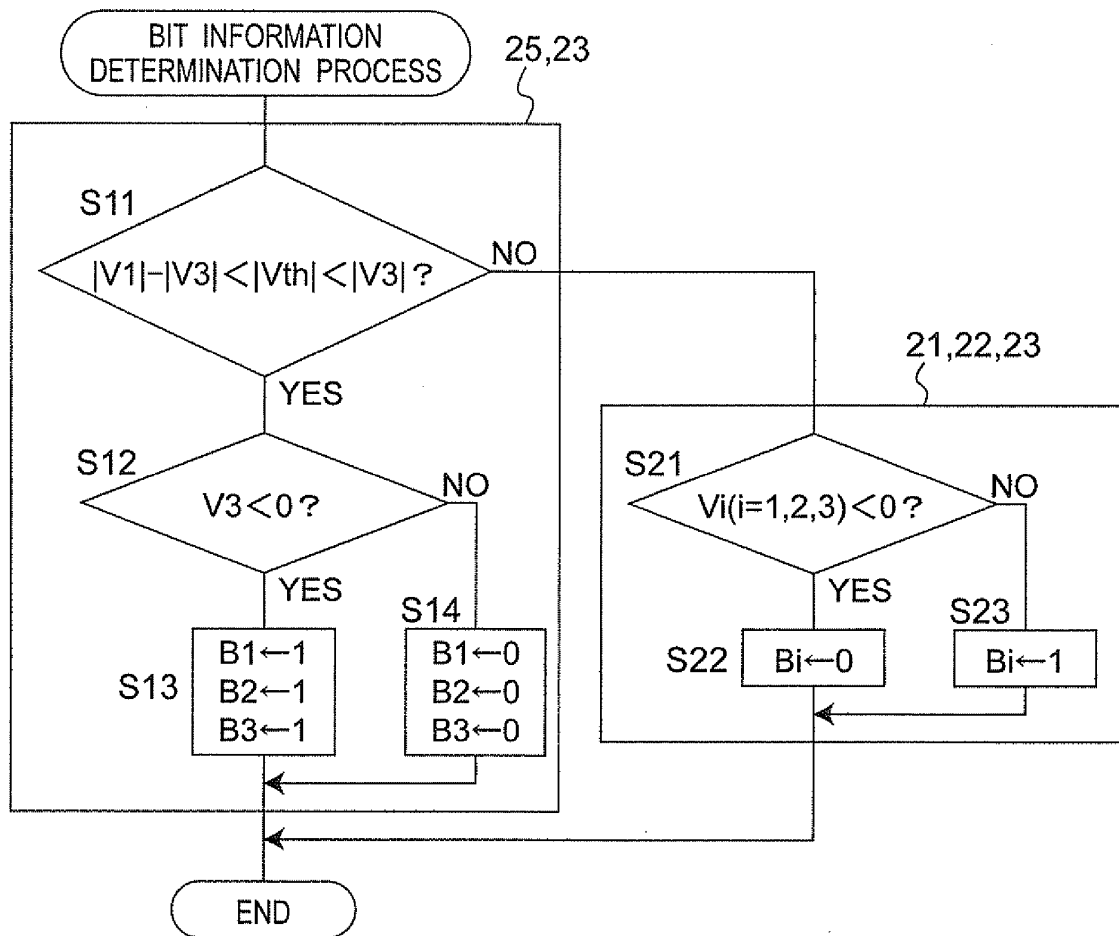 BIT INFORMATION
DETERMINATION PROCESS
25,23
S11
|V1|-|V3|<|Vth|<|V3|?
NO
YES
S12
V3<0?
NO
YES
S13
B1←1
B2←1
B3←1
S14
B1←0
B2←0
B3←0
21,22,23
S21
Vi(i=1,2,3)<0?
NO
YES
S22
Bi←0
S23
Bi←1
END